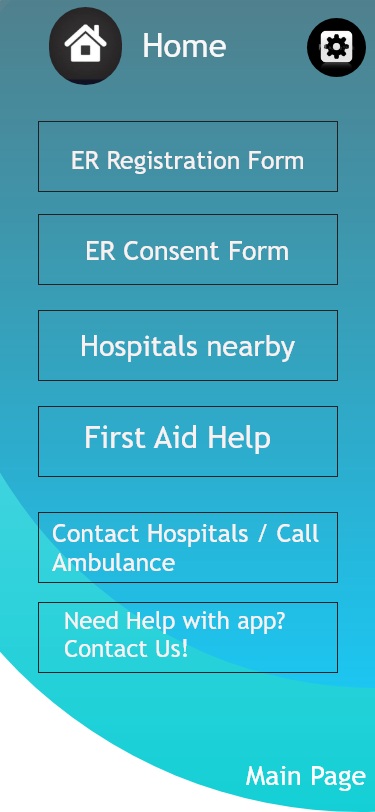 Home
ER Registration Form
ER Consent Form
Hospitals nearby
First Aid Help
Contact Hospitals / Call
Ambulance
Need Help with app?
Contact Us!
Main Page